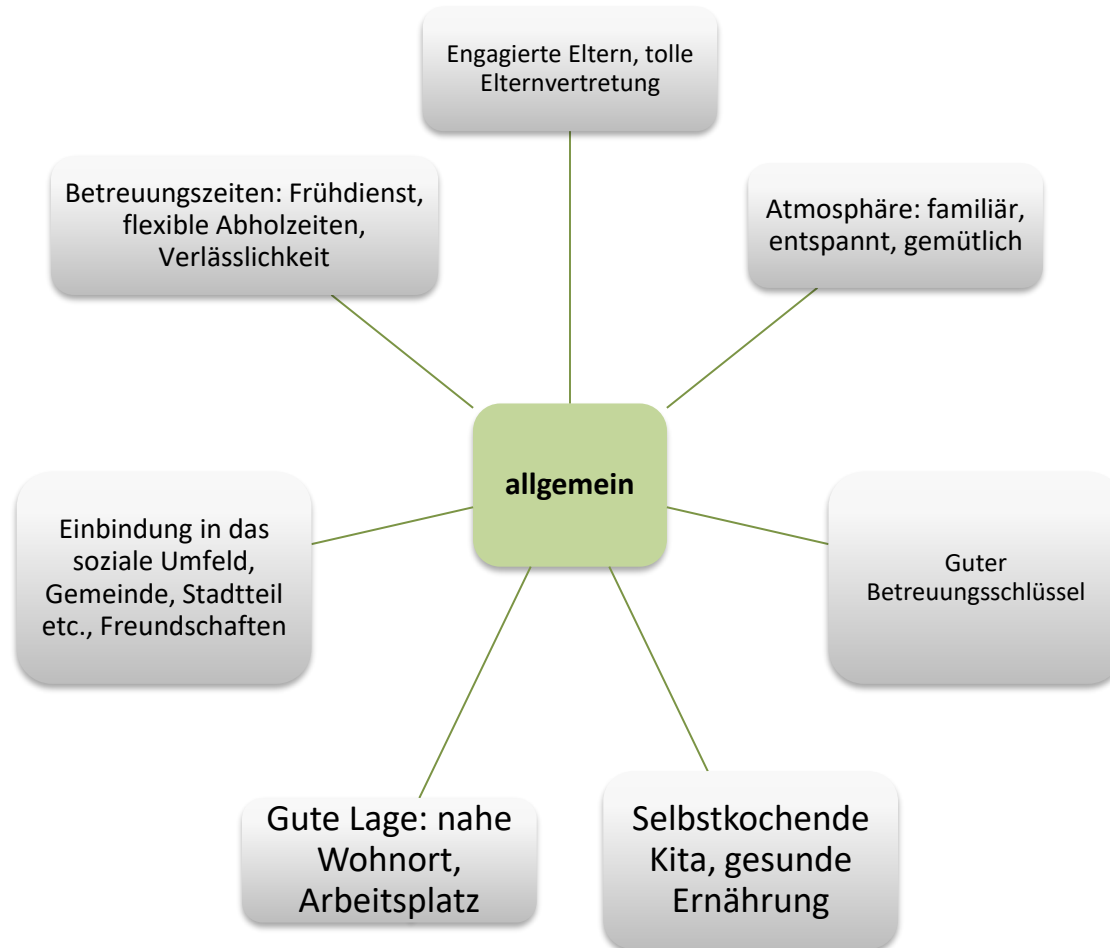 Engagierte Eltern, tolle
Elternvertretung
Betreuungszeiten: Frühdienst,
flexible Abholzeiten,
Verlässlichkeit
Atmosphäre: familiär,
entspannt, gemütlich
allgemein
Einbindung in das
soziale Umfeld,
Gemeinde, Stadtteil
etc., Freundschaften
Guter
Betreuungsschlüssel
Gute Lage: nahe
Wohnort,
Arbeitsplatz
Selbstkochende
Kita, gesunde
Ernährung